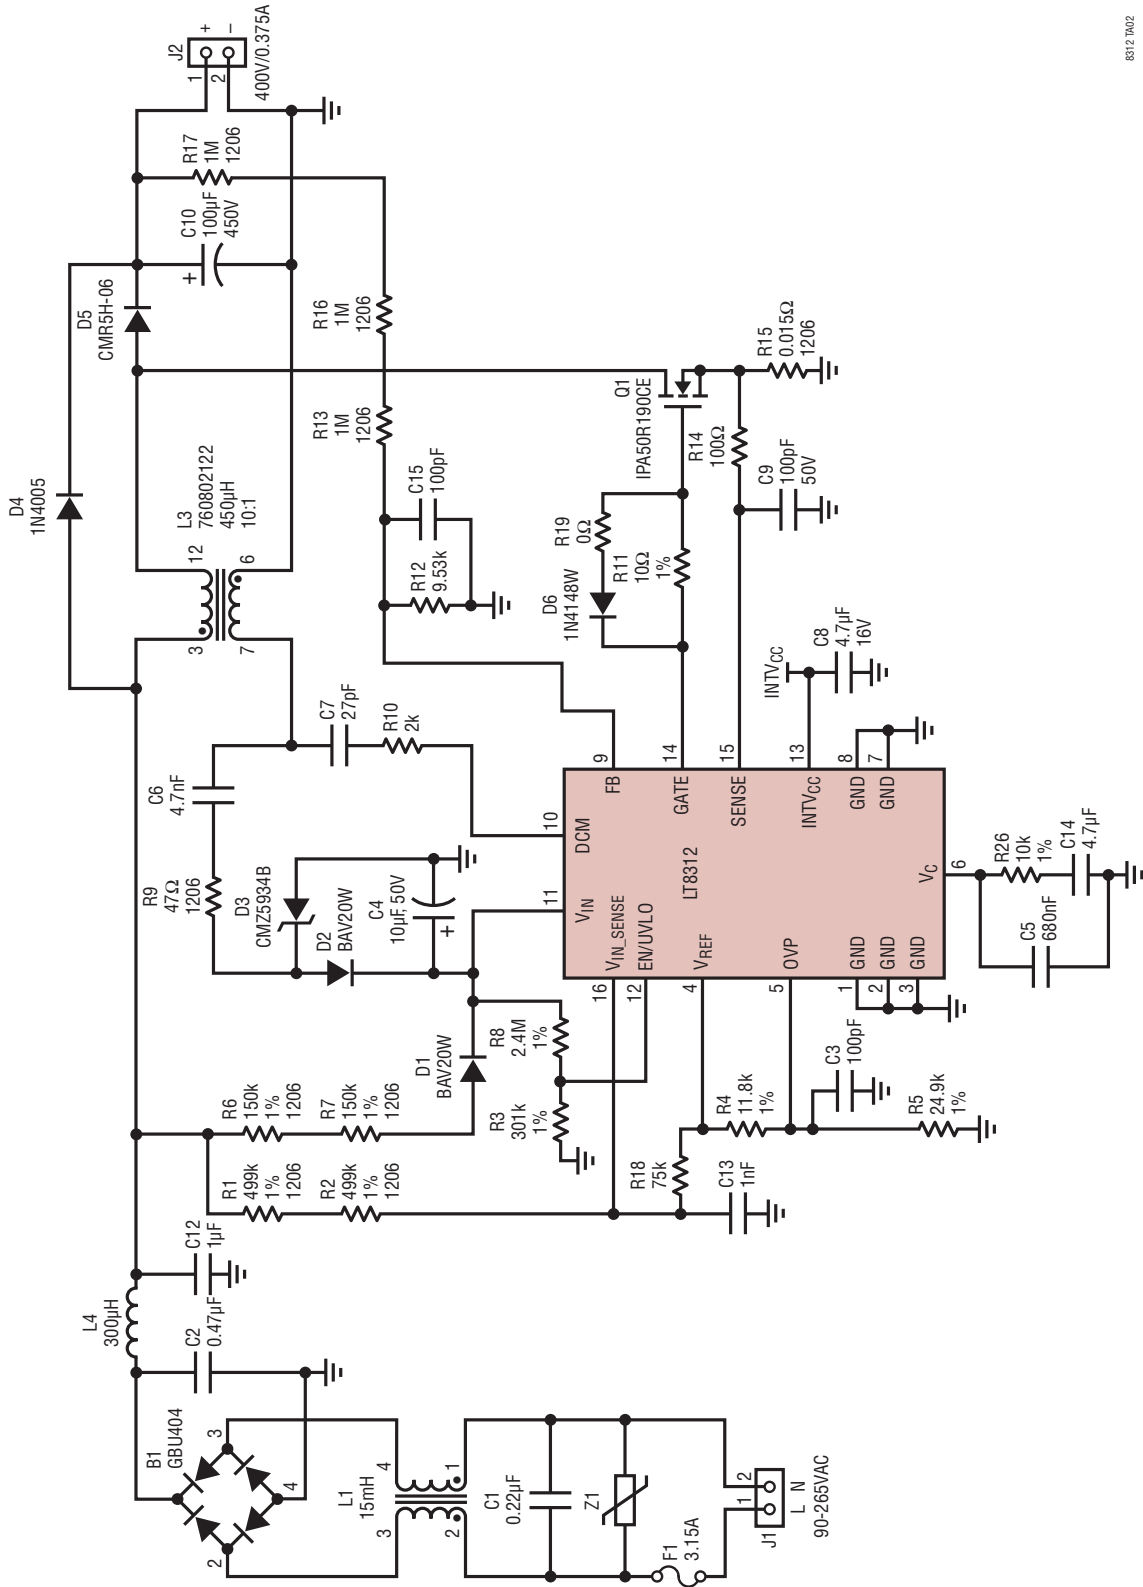 J1
L N
1
2
90-265VAC
F1
3.15A
Z1
C1
0.22µF
L1
15mH
2
1
3
4
B1
GBU404
2
3
4
C2
0.47µF
L4
300µH
C12
1µF
R1
499k
1%
1206
R2
499k
1%
1206
R6
150k
1%
1206
R7
150k
1%
1206
D1
BAV20W
R3
301k
1%
R8
2.4M
1%
R18
75k
C13
1nF
R4
11.8k
1%
C3
100pF
R5
24.9k
1%
R9
47Ω
1206
C6
4.7nF
D3
CMZ5934B
D2
BAV20W
C4
10µF, 50V
+
C7
27pF
R10
2k
D4
1N4005
L3
760802122
450µH
10:1
3
12
7
6
D5
CMR5H-06
C10
100µF
450V
+
R17
1M
1206
J2
1
2
+
–
400V/0.375A
R16
1M
1206
R13
1M
1206
C15
100pF
R12
9.53k
D6
1N4148W
R19
0Ω
R11
10Ω
1%
Q1
IPA50R190CE
R14
100Ω
R15
0.015Ω
1206
C9
100pF
50V
INTVCC
C8
4.7µF
16V
LT8312
16
VIN_SENSE
12
EN/UVLO
4
VREF
5
OVP
1
GND
2
GND
3
GND
11
VIN
10
DCM
9
FB
14
GATE
15
SENSE
13
INTVCC
8
GND
7
GND
6
VC
R26
10k
1%
C14
4.7µF
C5
680nF
8312 TA02